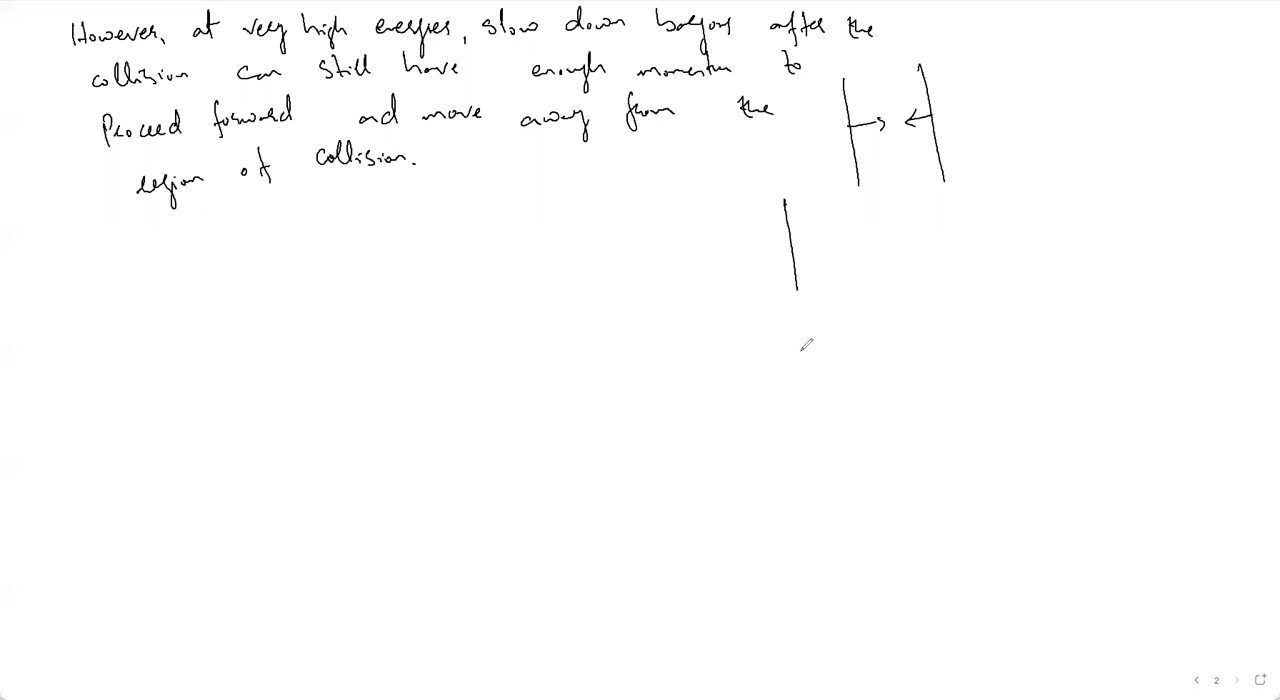 However, at very high energies, slow down baryons after the
collision can still have enough momentum to
Proceed forward and move away from the
region of collision.
2